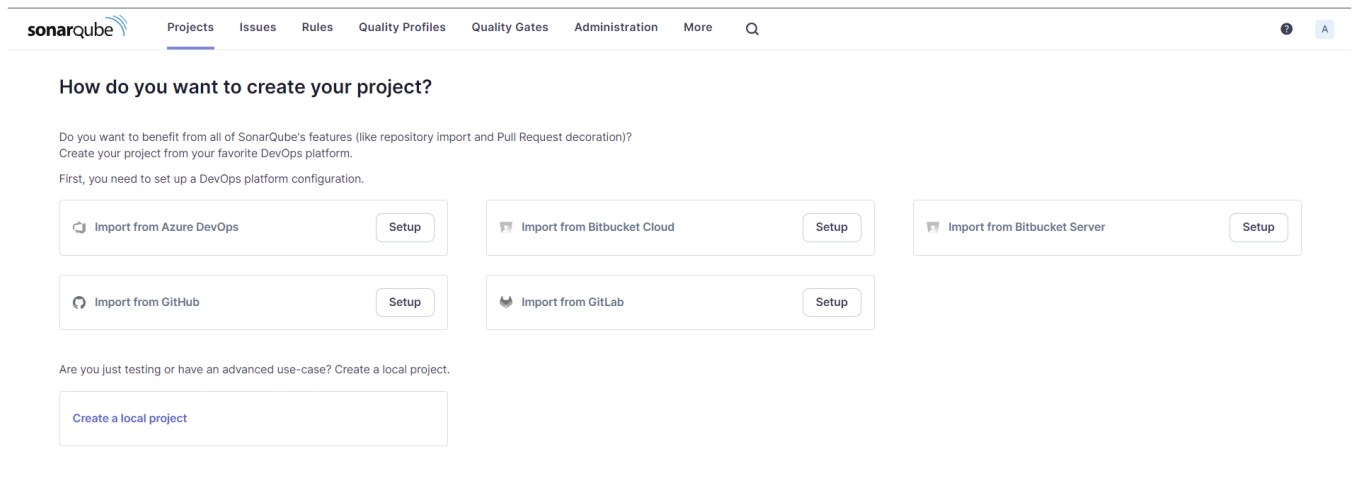 sonarqube Projects Issues Rules Quality Profiles Quality Gates Administration More ? A
How do you want to create your project?
Do you want to benefit from all of SonarQube's features (like repository import and Pull Request decoration)?
Create your project from your favorite DevOps platform.
First, you need to set up a DevOps platform configuration.
Import from Azure DevOps Setup Import from Bitbucket Cloud Setup Import from Bitbucket Server Setup
Import from GitHub Setup Import from GitLab Setup
Are you just testing or have an advanced use-case? Create a local project.
Create a local project